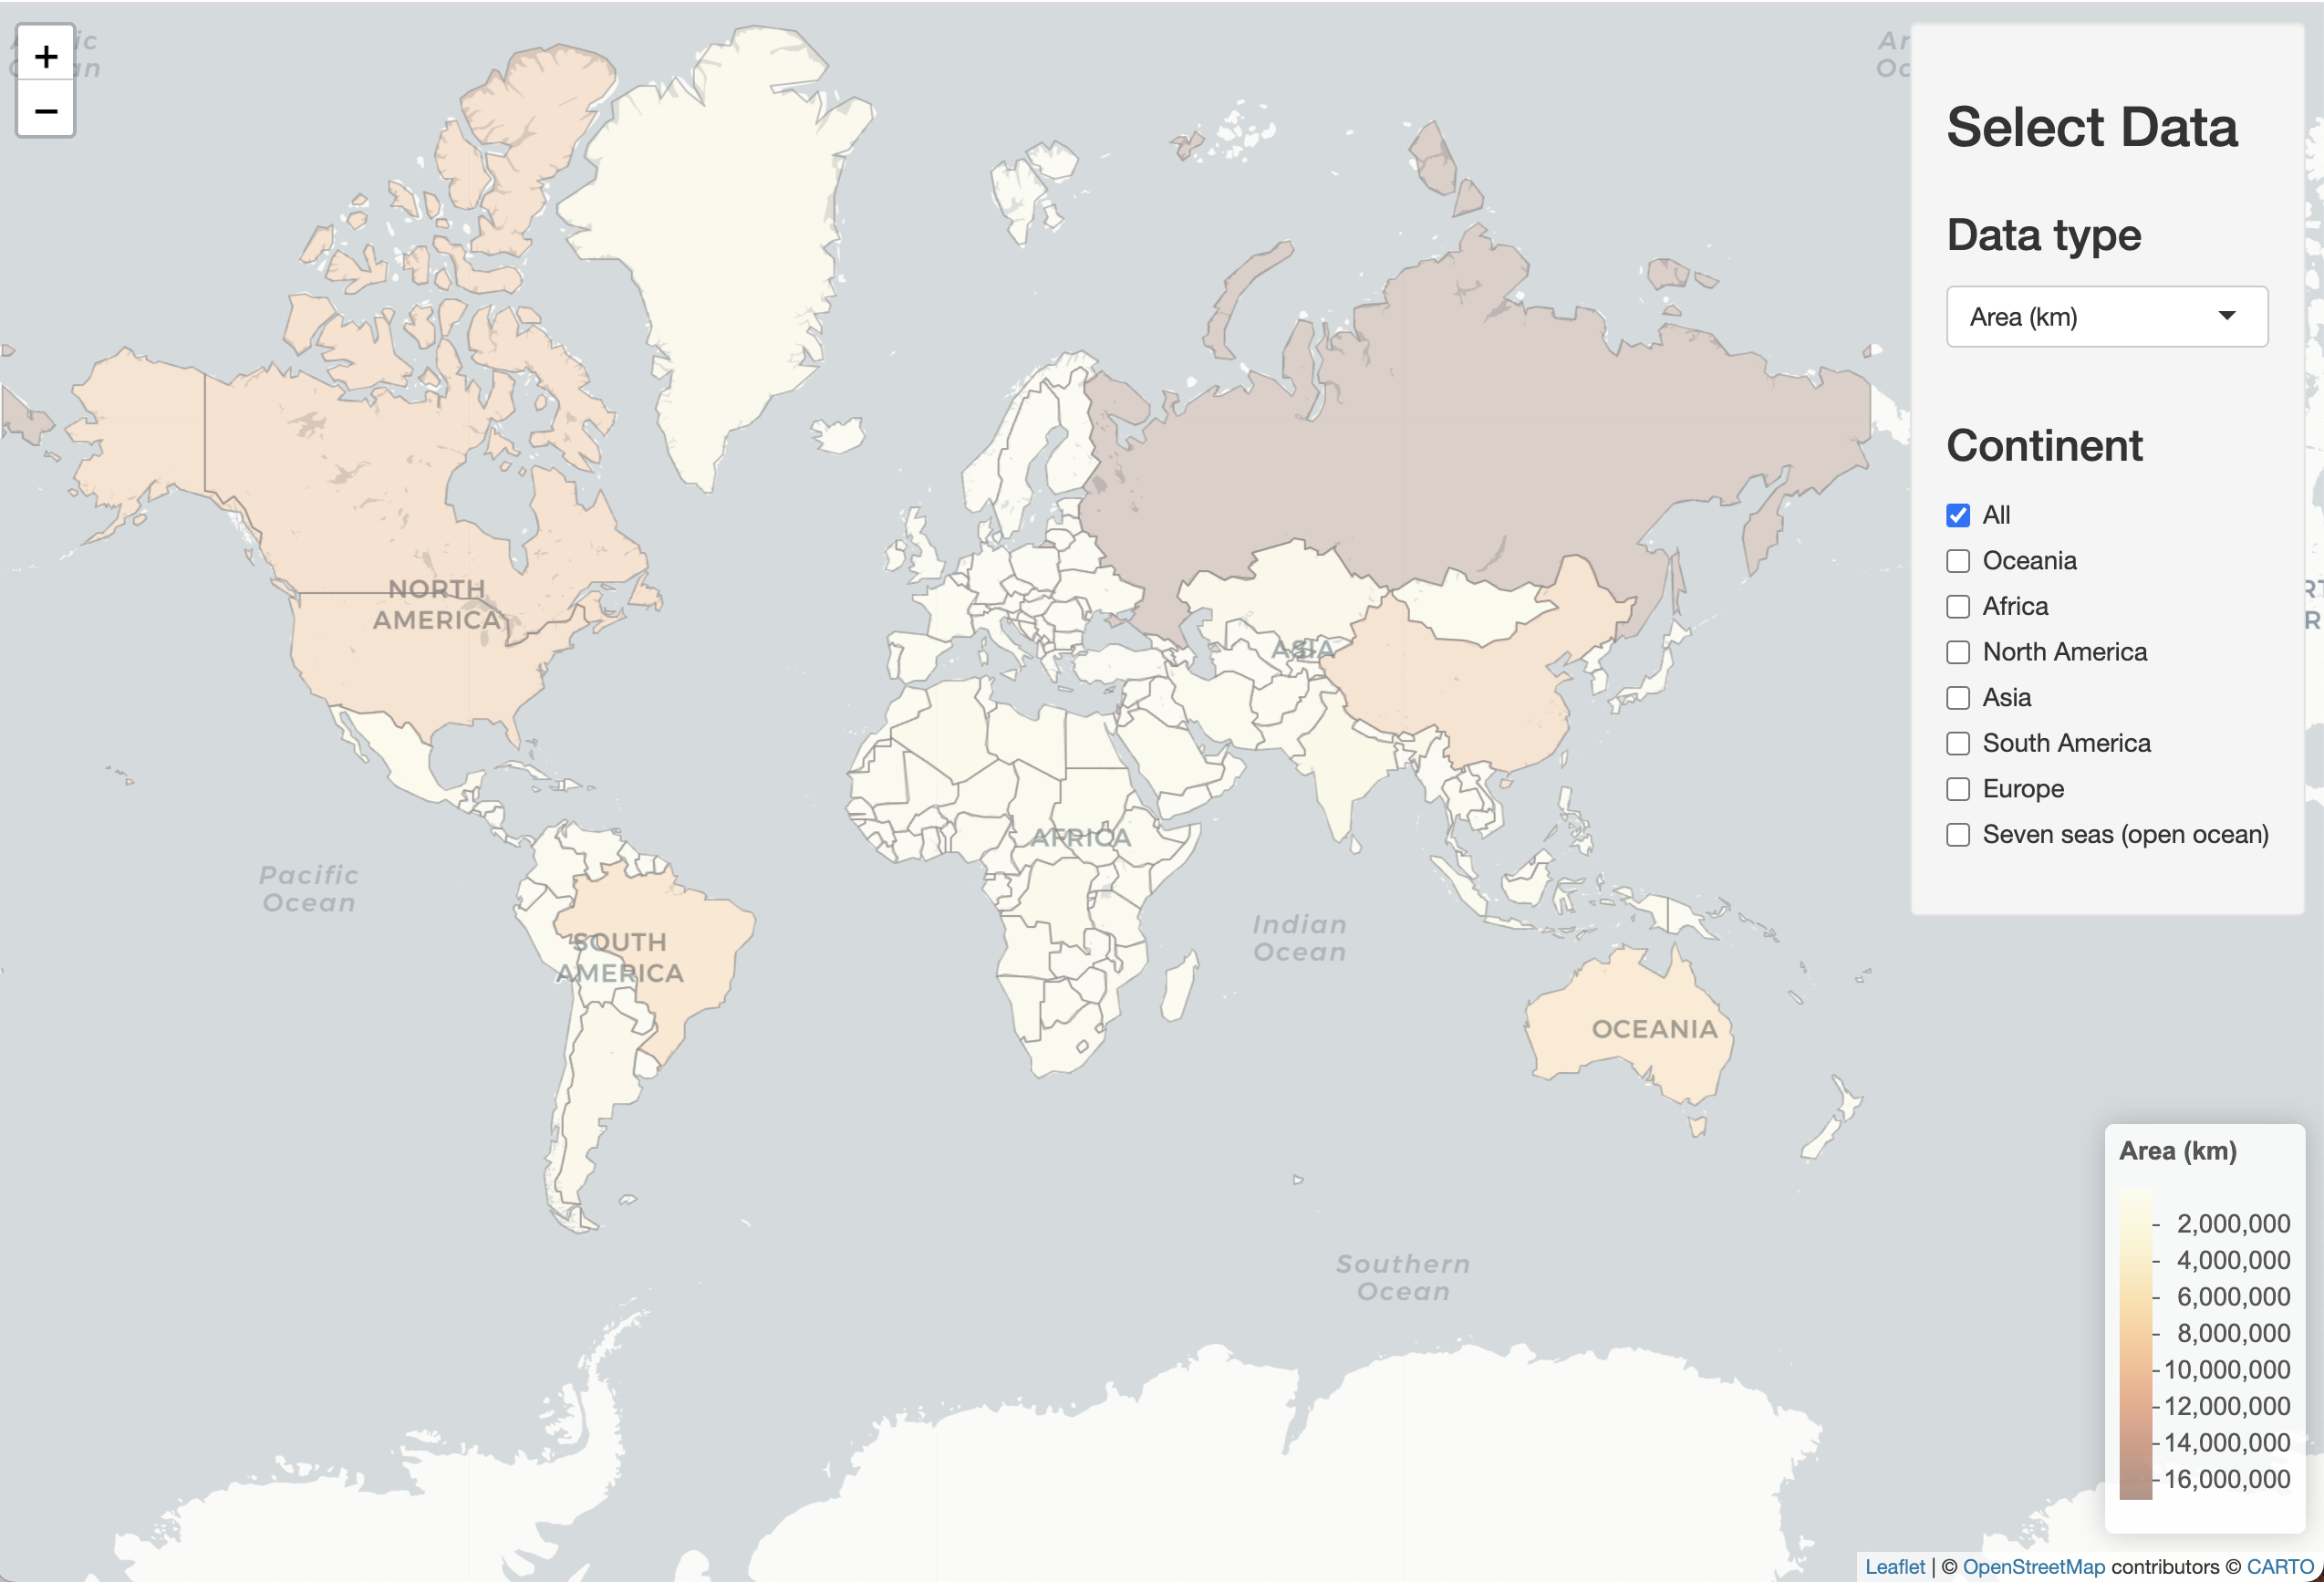 +
−
Select Data
Data type
Area (km)
Continent
All
Oceania
Africa
North America
Asia
South America
Europe
Seven seas (open ocean)
NORTH
AMERICA
ASIA
AFRICA
Pacific
Ocean
SOUTH
AMERICA
Indian
Ocean
OCEANIA
Southern
Ocean
Area (km)
2,000,000
4,000,000
6,000,000
8,000,000
10,000,000
12,000,000
14,000,000
16,000,000
Leaflet | © OpenStreetMap contributors © CARTO